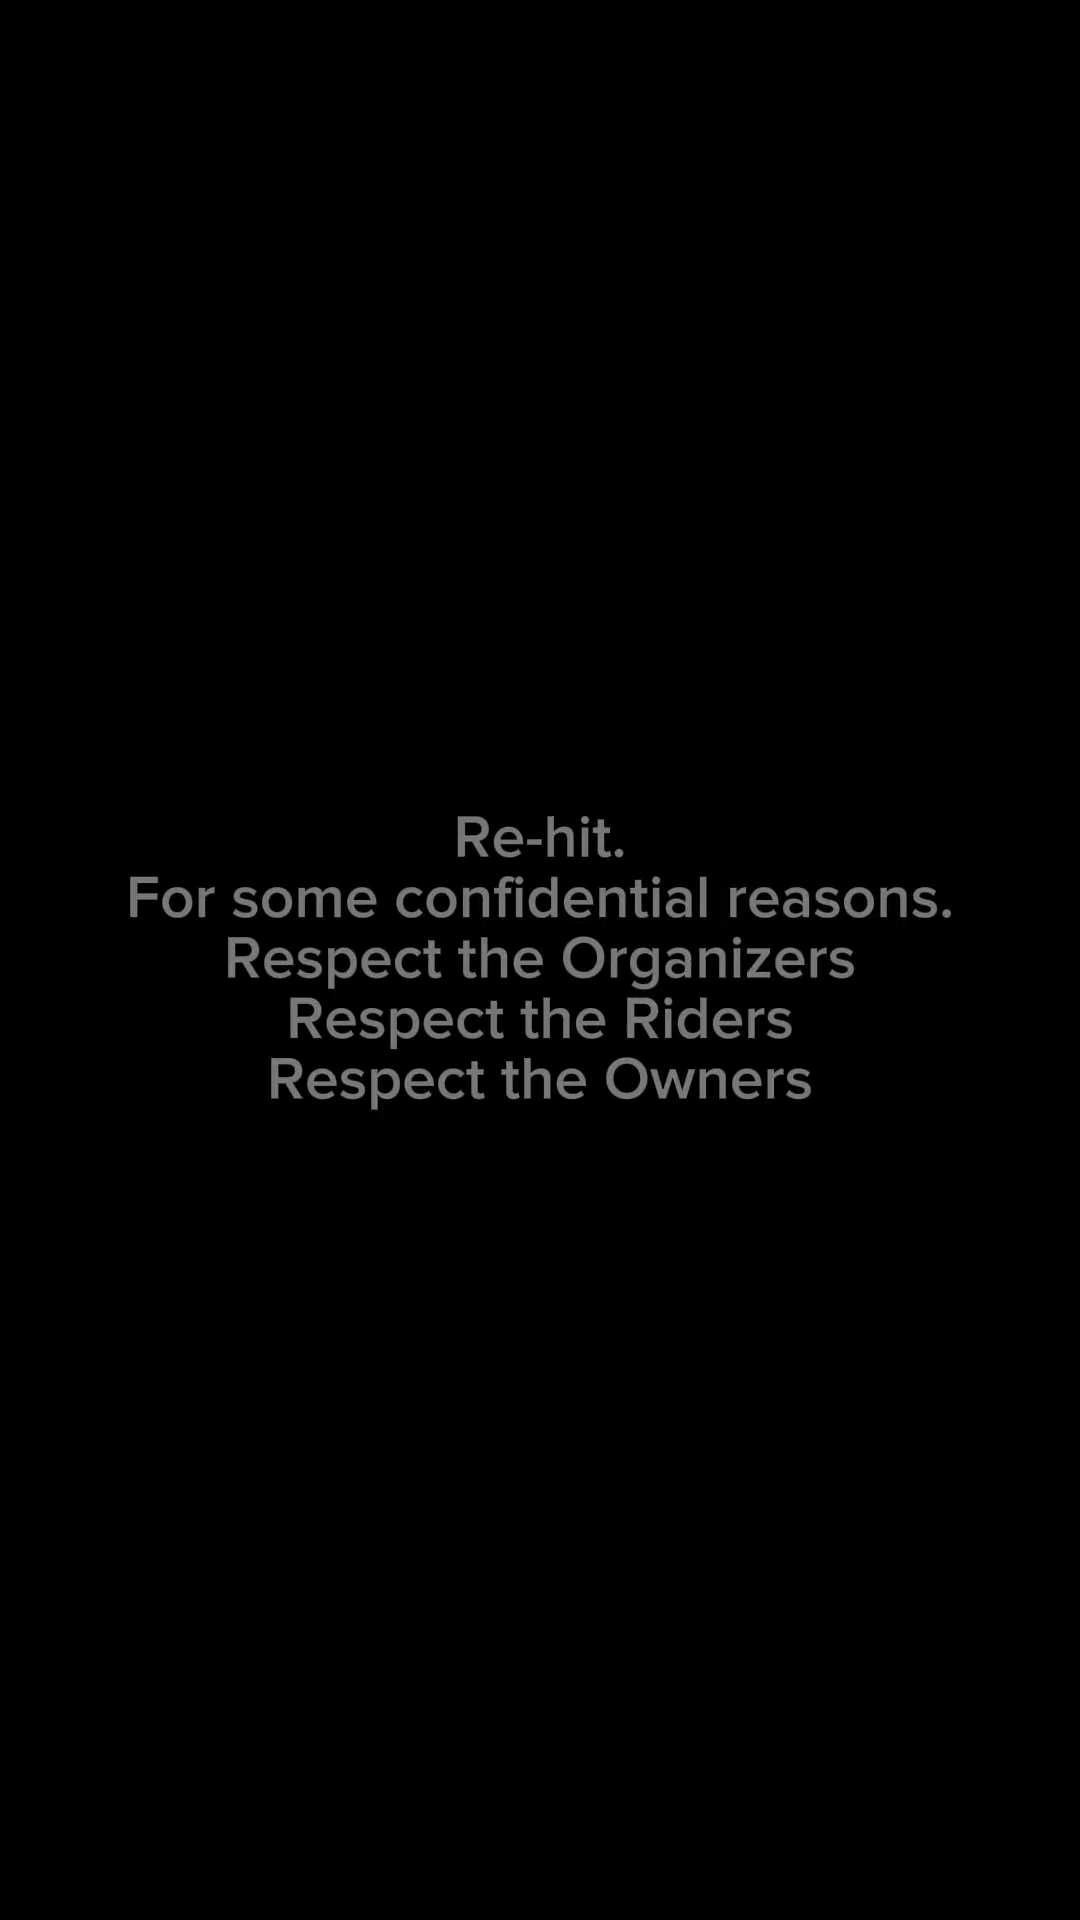 Re-hit.
For some confidential reasons.
Respect the Organizers
Respect the Riders
Respect the Owners